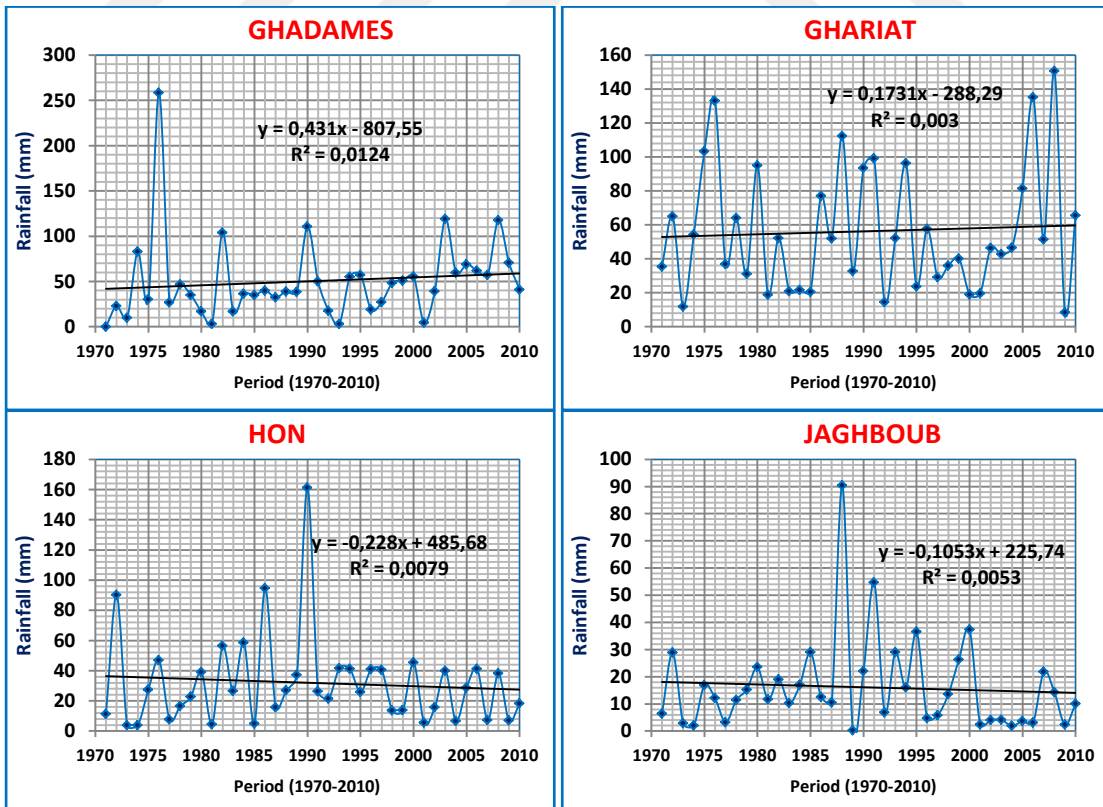 GHADAMES
300
250
200
150
100
50
0
Rainfall (mm)
y = 0,431x - 807,55
R² = 0,0124
1970 1975 1980 1985 1990 1995 2000 2005 2010
Period (1970-2010)
GHARIAT
160
140
120
100
80
60
40
20
0
Rainfall (mm)
y = 0,1731x - 288,29
R² = 0,003
1970 1975 1980 1985 1990 1995 2000 2005 2010
Period (1970-2010)
HON
180
160
140
120
100
80
60
40
20
0
Rainfall (mm)
y = -0,228x + 485,68
R² = 0,0079
1970 1975 1980 1985 1990 1995 2000 2005 2010
Period (1970-2010)
JAGHBOUB
100
90
80
70
60
50
40
30
20
10
0
Rainfall (mm)
y = -0,1053x + 225,74
R² = 0,0053
1970 1975 1980 1985 1990 1995 2000 2005 2010
Period (1970-2010)